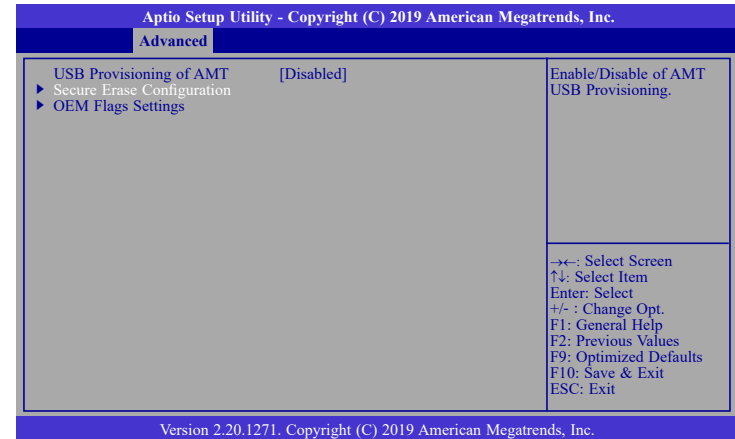 Aptio Setup Utility - Copyright (C) 2019 American Megatrends, Inc.
Advanced
USB Provisioning of AMT [Disabled]
Secure Erase Configuration
OEM Flags Settings
Enable/Disable of AMT
USB Provisioning.
→←: Select Screen
↑↓: Select Item
Enter: Select
+/- : Change Opt.
F1: General Help
F2: Previous Values
F9: Optimized Defaults
F10: Save & Exit
ESC: Exit
Version 2.20.1271. Copyright (C) 2019 American Megatrends, Inc.